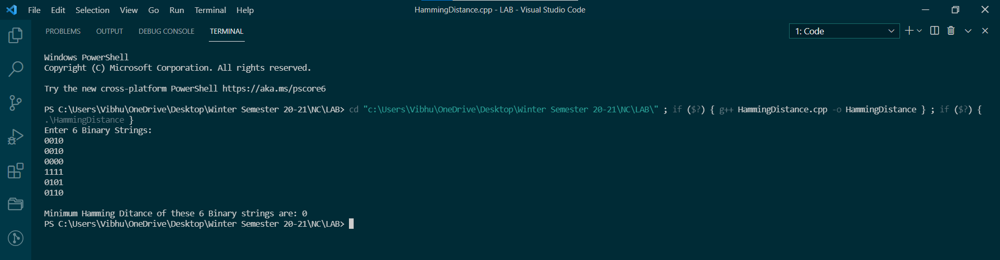 File Edit Selection View Go Run Terminal Help HammingDistance.cpp - LAB - Visual Studio Code
PROBLEMS OUTPUT DEBUG CONSOLE TERMINAL 1: Code
Windows PowerShell
Copyright (C) Microsoft Corporation. All rights reserved.
Try the new cross-platform PowerShell https://aka.ms/pscore6
PS C:\Users\Vibhu\OneDrive\Desktop\Winter Semester 20-21\NC\LAB> cd "c:\Users\Vibhu\OneDrive\Desktop\Winter Semester 20-21\NC\LAB\" ; if ($?) { g++ HammingDistance.cpp -o HammingDistance } ; if ($?) {
.\HammingDistance }
Enter 6 Binary Strings:
0010
0010
0000
1111
0101
0110
Minimum Hamming Ditance of these 6 Binary strings are: 0
PS C:\Users\Vibhu\OneDrive\Desktop\Winter Semester 20-21\NC\LAB>